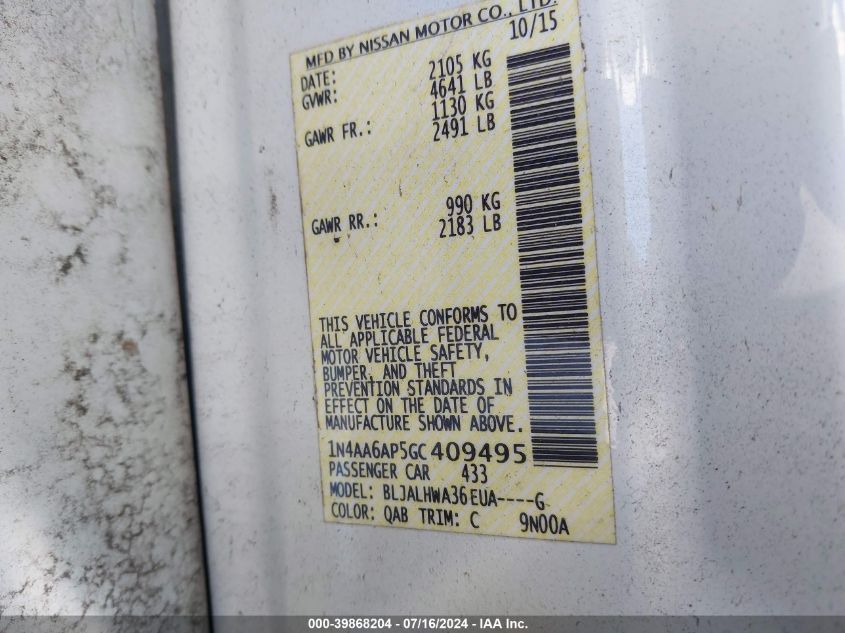 MFD BY NISSAN MOTOR CO., LTD.
DATE: 10/15
GVWR: 2105 KG
4641 LB
GAWR FR.: 1130 KG
2491 LB
GAWR RR.: 990 KG
2183 LB
THIS VEHICLE CONFORMS TO
ALL APPLICABLE FEDERAL
MOTOR VEHICLE SAFETY,
BUMPER, AND THEFT
PREVENTION STANDARDS IN
EFFECT ON THE DATE OF
MANUFACTURE SHOWN ABOVE.
1N4AA6AP5GC409495
PASSENGER CAR 433
MODEL: BLJALHWA36EUA----G
COLOR: QAB TRIM: C 9N00A
000-39868204 - 07/16/2024 - IAA Inc.